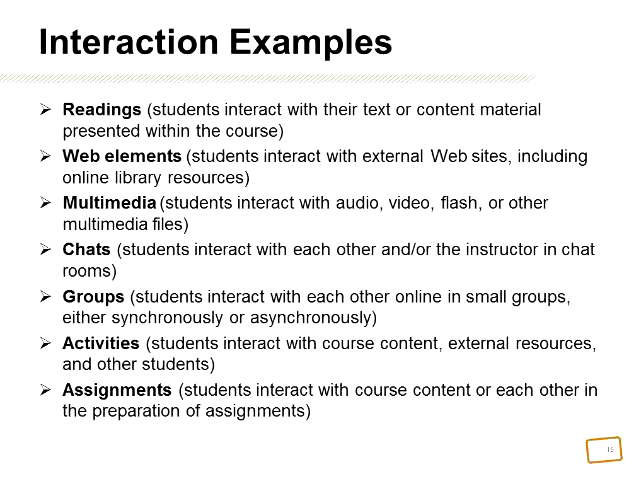 Interaction Examples
Readings (students interact with their text or content material
presented within the course)
Web elements (students interact with external Web sites, including
online library resources)
Multimedia (students interact with audio, video, flash, or other
multimedia files)
Chats (students interact with each other and/or the instructor in chat
rooms)
Groups (students interact with each other online in small groups,
either synchronously or asynchronously)
Activities (students interact with course content, external resources,
and other students)
Assignments (students interact with course content or each other in
the preparation of assignments)
15